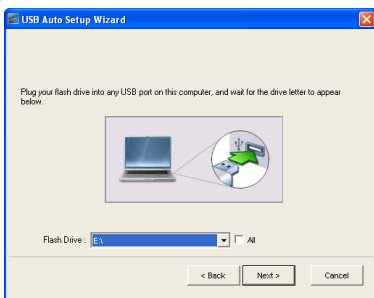 USB Auto Setup Wizard
Plug your flash drive into any USB port on this computer, and wait for the drive letter to appear
below.
Flash Drive : E:\ All
< Back Next > Cancel